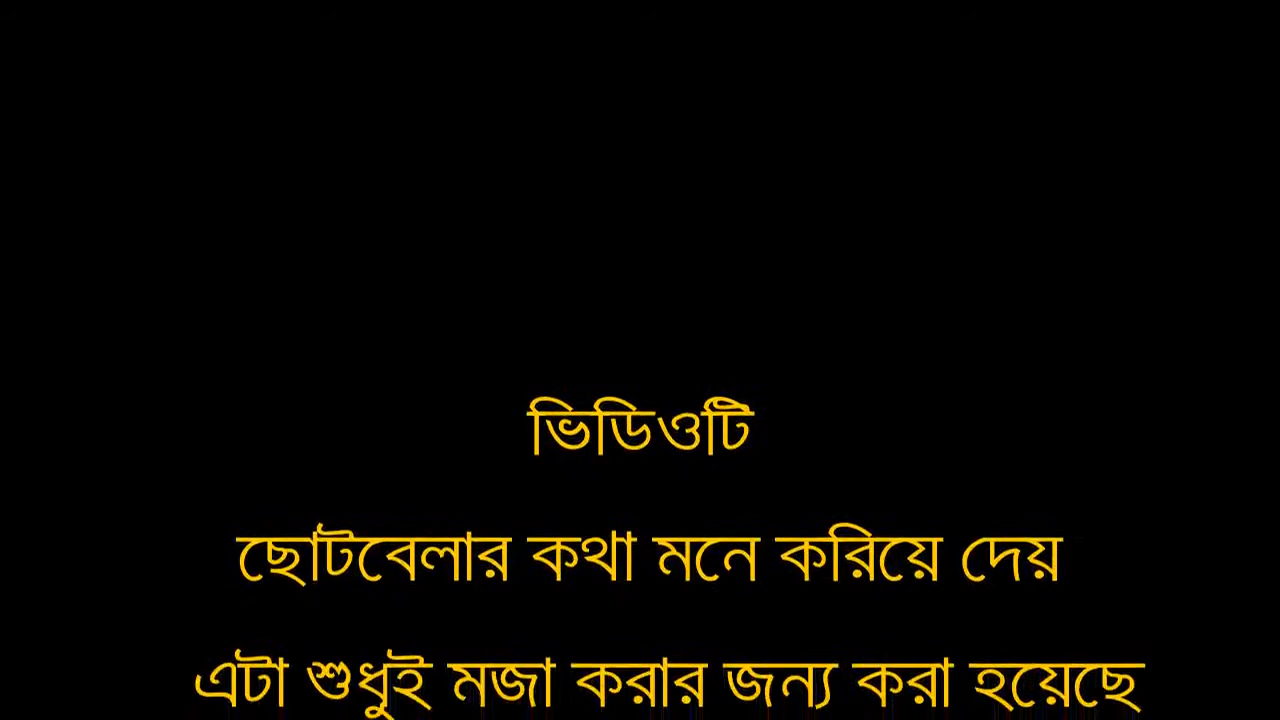 ভিডিওটি
ছোটবেলার কথা মনে করিয়ে দেয়
এটা শুধুই মজা করার জন্য করা হয়েছে